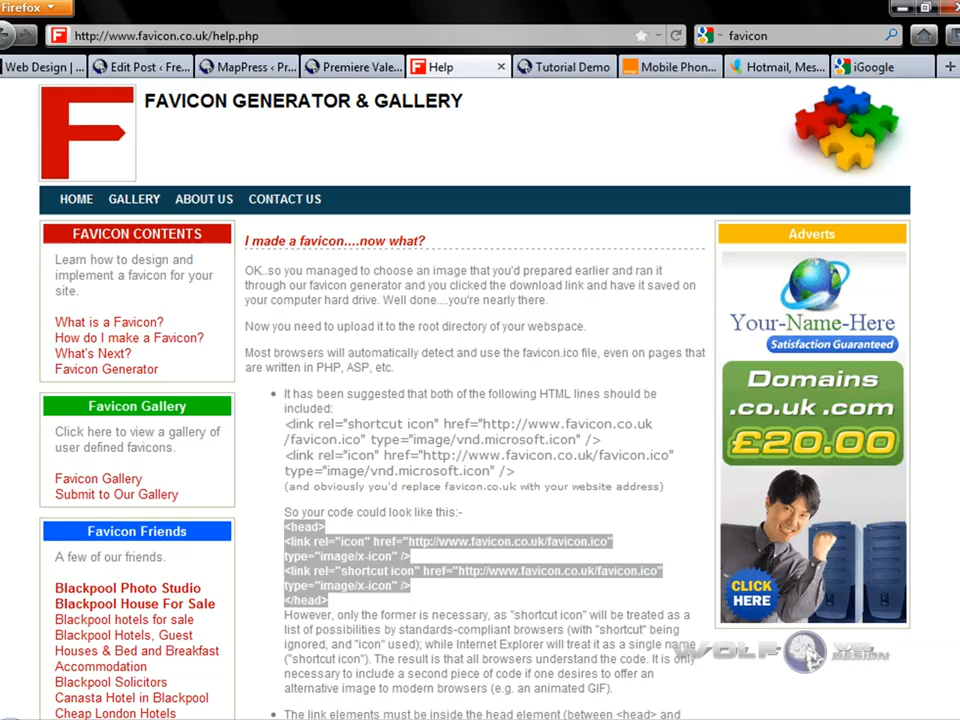 Firefox
http://www.favicon.co.uk/help.php
favicon
Web Design | ...
Edit Post ‹ Fre...
MapPress ‹ Pr...
Premiere Vale...
Help
Tutorial Demo
Mobile Phon...
Hotmail, Mes...
iGoogle
F
FAVICON GENERATOR & GALLERY
HOME GALLERY ABOUT US CONTACT US
FAVICON CONTENTS
Learn how to design and
implement a favicon for your
site.
What is a Favicon?
How do I make a Favicon?
What's Next?
Favicon Generator
Favicon Gallery
Click here to view a gallery of
user defined favicons.
Favicon Gallery
Submit to Our Gallery
Favicon Friends
A few of our friends.
Blackpool Photo Studio
Blackpool House For Sale
Blackpool hotels for sale
Blackpool Hotels, Guest
Houses & Bed and Breakfast
Accommodation
Blackpool Solicitors
Canasta Hotel in Blackpool
Cheap London Hotels
I made a favicon....now what?
OK..so you managed to choose an image that you'd prepared earlier and ran it
through our favicon generator and you clicked the download link and have it saved on
your computer hard drive. Well done....you're nearly there.
Now you need to upload it to the root directory of your webspace.
Most browsers will automatically detect and use the favicon.ico file, even on pages that
are written in PHP, ASP, etc.
• It has been suggested that both of the following HTML lines should be
included:
<link rel="shortcut icon" href="http://www.favicon.co.uk
/favicon.ico" type="image/vnd.microsoft.icon" />
<link rel="icon" href="http://www.favicon.co.uk/favicon.ico"
type="image/vnd.microsoft.icon" />
(and obviously you'd replace favicon.co.uk with your website address)
So your code could look like this:-
<head>
<link rel="icon" href="http://www.favicon.co.uk/favicon.ico"
type="image/x-icon" />
<link rel="shortcut icon" href="http://www.favicon.co.uk/favicon.ico"
type="image/x-icon" />
</head>
However, only the former is necessary, as "shortcut icon" will be treated as a
list of possibilities by standards-compliant browsers (with "shortcut" being
ignored, and "icon" used); while Internet Explorer will treat it as a single name
("shortcut icon"). The result is that all browsers understand the code. It is only
necessary to include a second piece of code if one desires to offer an
alternative image to modern browsers (e.g. an animated GIF).
• The link elements must be inside the head element (between <head> and
Adverts
Your-Name-Here
Satisfaction Guaranteed
Domains
.co.uk .com
£20.00
CLICK
HERE
WOLF
DESIGN